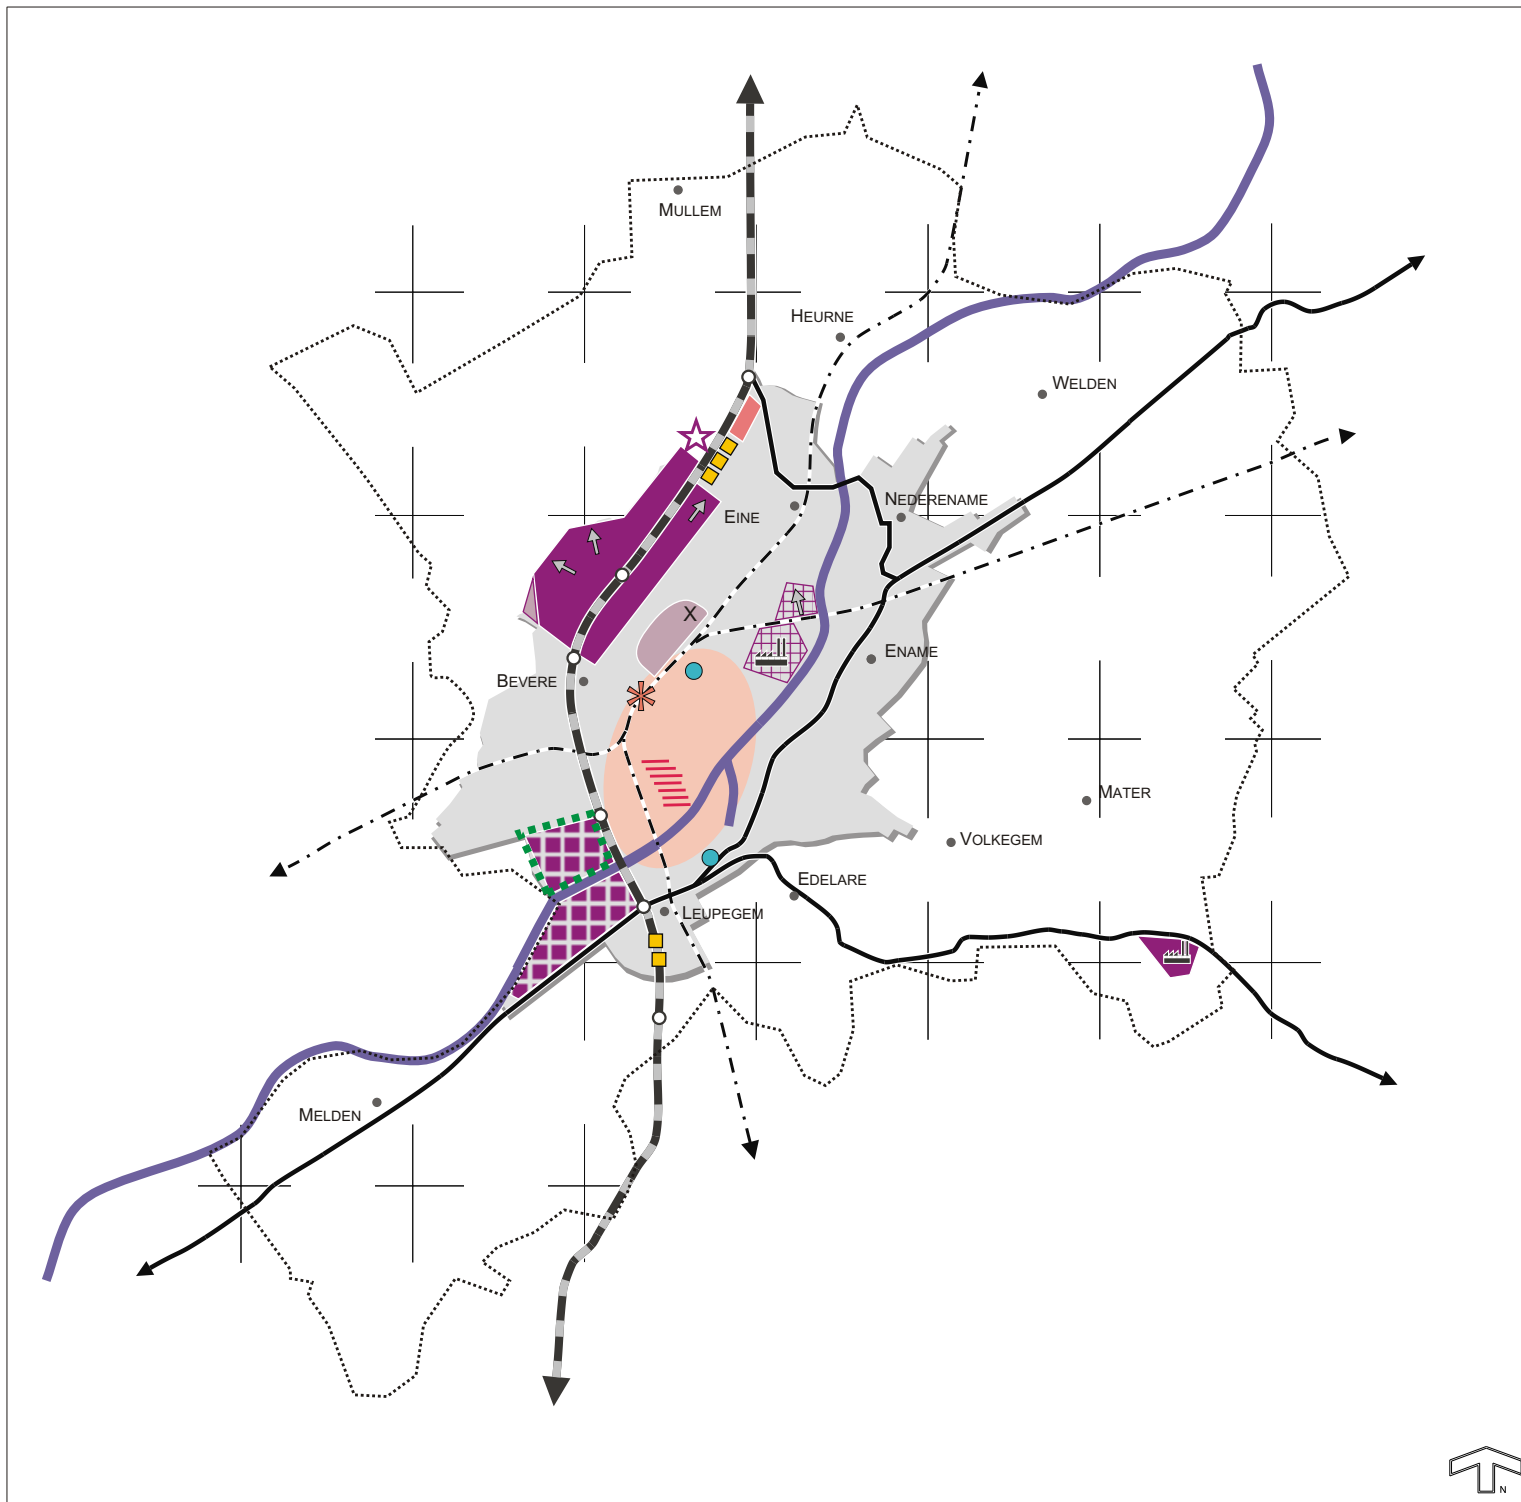 MULLEM
HEURNE
WELDEN
NEDERENAME
EINE
X
ENAME
BEVERE
MATER
VOLKEGEM
EDELARE
LEUPEGEM
MELDEN
N